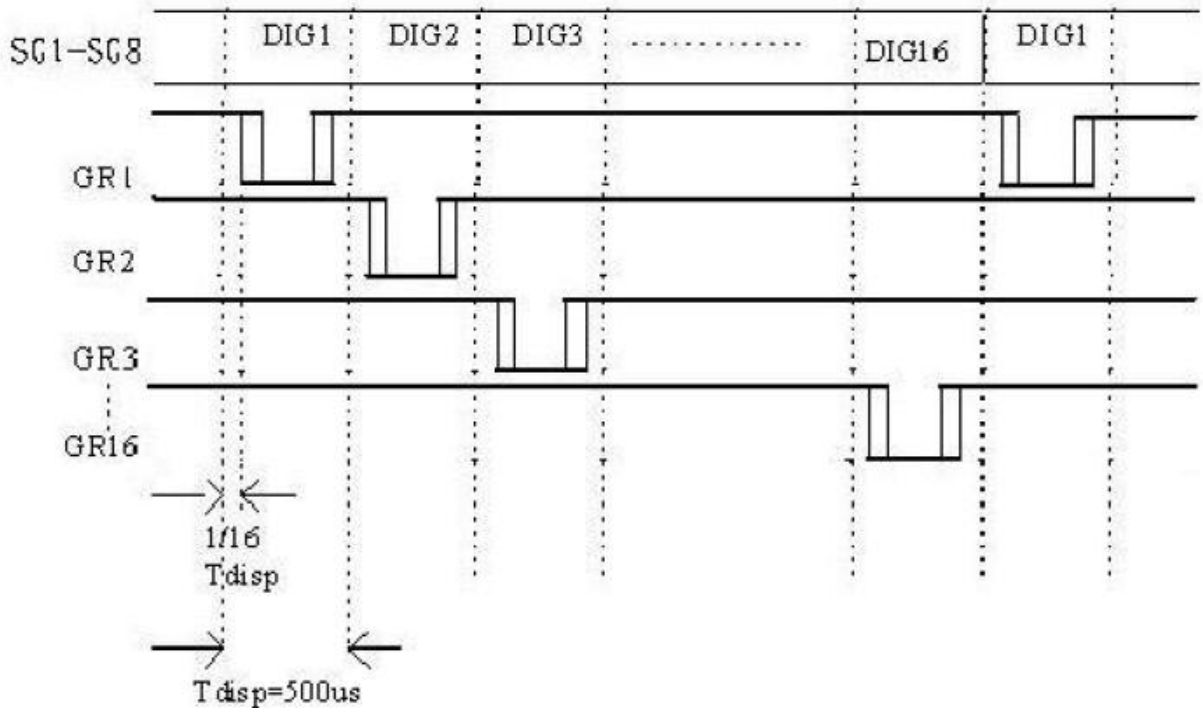 SG1-SG8 DIG1 DIG2 DIG3 .............. DIG16 DIG1
GR1
GR2
GR3
GR16
1/16
Tdisp
Tdisp=500us